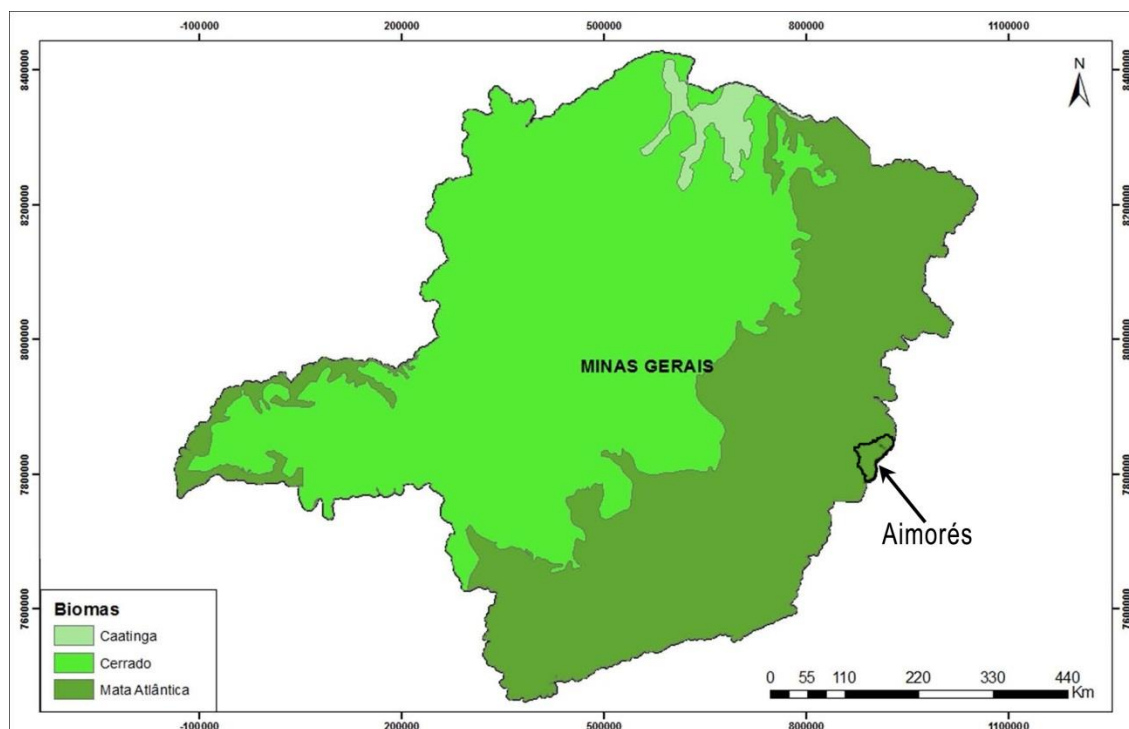 -100000 200000 500000 800000 1100000
N
8400000 8400000
8200000 8200000
8000000 8000000
MINAS GERAIS
7800000 7800000
Aimorés
7600000 7600000
Biomas
Caatinga
Cerrado
Mata Atlântica
0 55 110 220 330 440
Km
-100000 200000 500000 800000 1100000